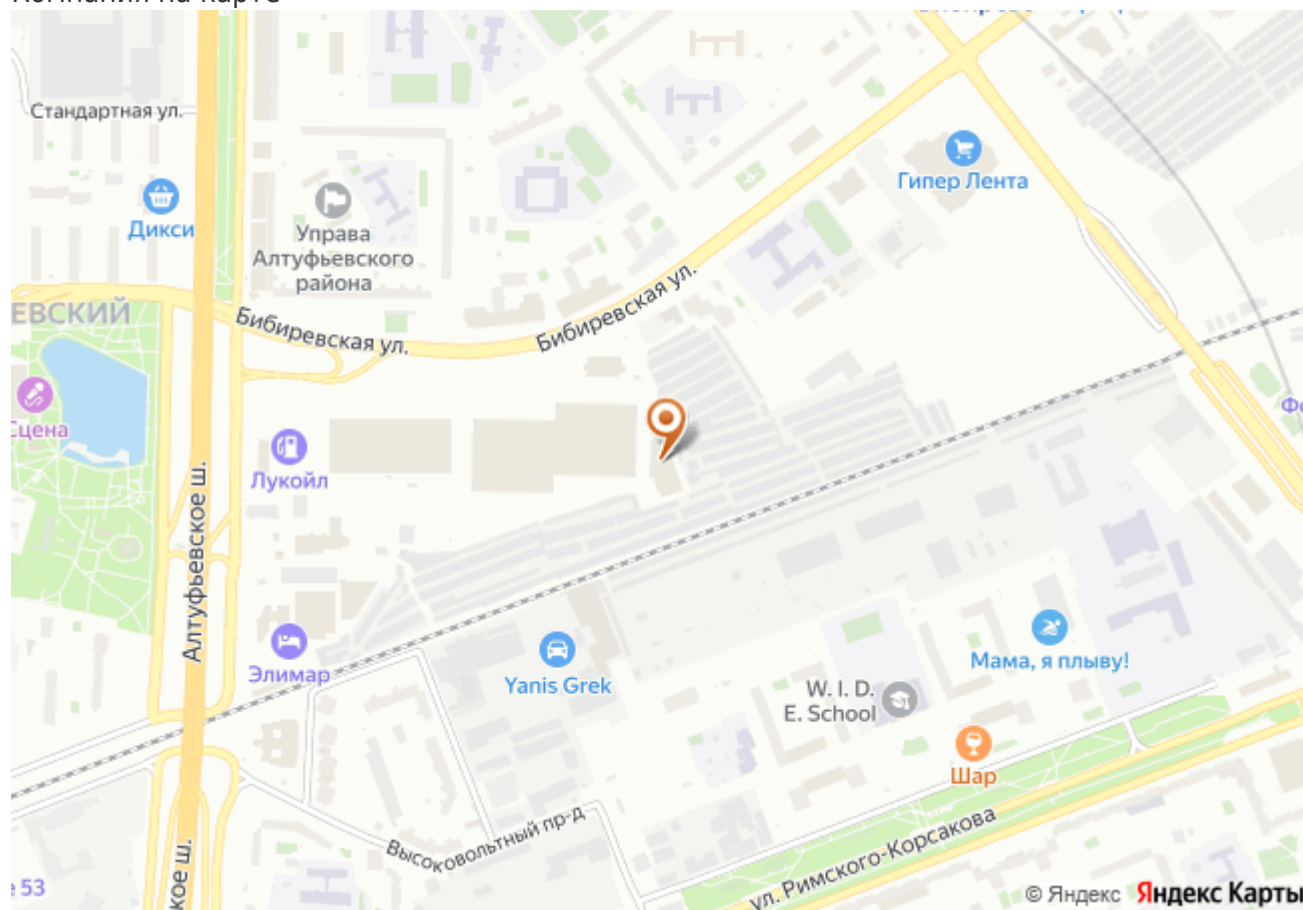 Стандартная ул.
Гипер Лента
Дикси
Управа
Алтуфьевского
района
ЕВСКИЙ
Бибиревская ул.
Бибиревская ул.
Сцена
Лукойл
Алтуфьевское ш.
Элимар
Yanis Grek
Мама, я плыву!
W. I. D.
E. School
Шар
Высоковольтный пр-д
ул. Римского-Корсакова
кое ш.
53
© Яндекс Яндекс Карты